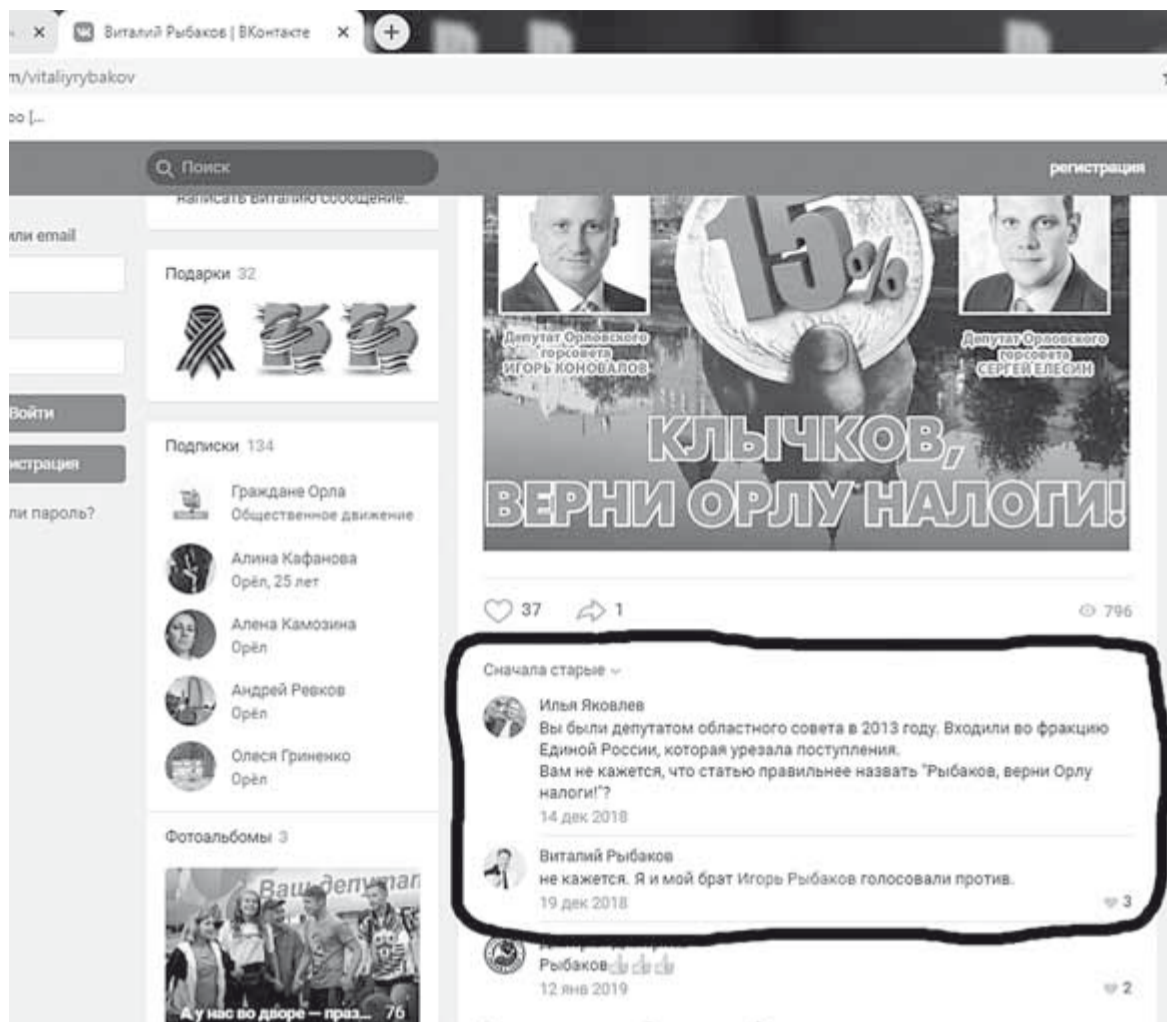 Виталий Рыбаков | ВКонтакте
m/vitaliyrybakov
оо [...
Поиск
регистрация
написать Виталию сообщение.
или email
Войти
истрация
ли пароль?
Подарки 32
Подписки 134
Граждане Орла
Общественное движение
Алина Кафанова
Орёл, 25 лет
Алена Камозина
Орёл
Андрей Ревков
Орёл
Олеся Гриненко
Орёл
Фотоальбомы 3
Ваш депутат
А у нас во дворе — праз... 76
15%
Депутат Орловского
горсовета
ИГОРЬ КОНОВАЛОВ
Депутат Орловского
горсовета
СЕРГЕЙ ЕЛЕСИН
КЛЫЧКОВ,
ВЕРНИ ОРЛУ НАЛОГИ!
37 1 796
Сначала старые
Илья Яковлев
Вы были депутатом областного совета в 2013 году. Входили во фракцию
Единой России, которая урезала поступления.
Вам не кажется, что статью правильнее назвать "Рыбаков, верни Орлу
налоги!"?
14 дек 2018
Виталий Рыбаков
не кажется. Я и мой брат Игорь Рыбаков голосовали против.
19 дек 2018 3
Рыбаков
12 янв 2019 2